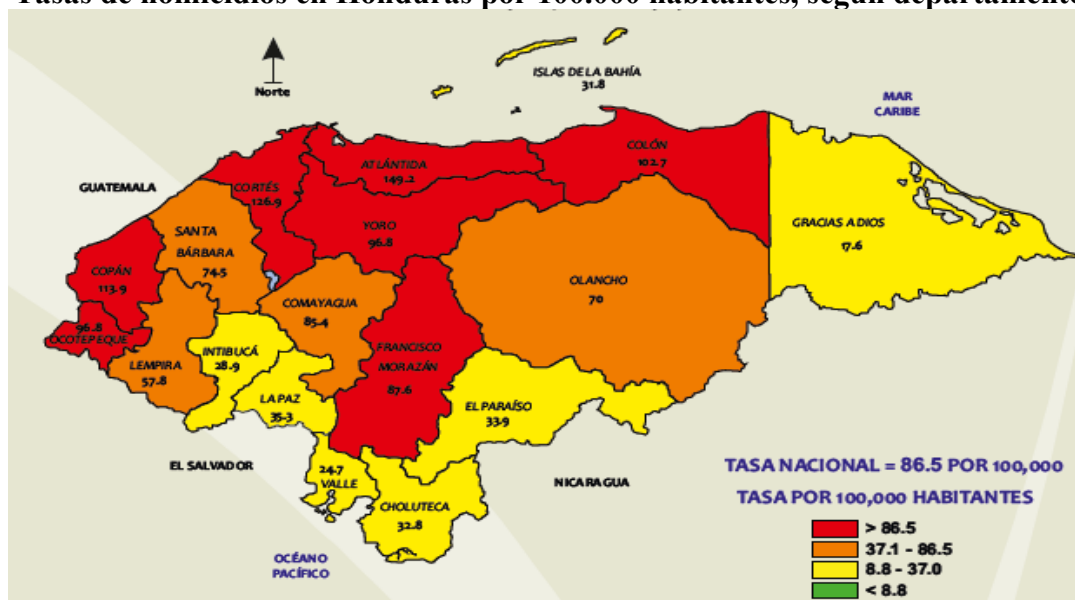 Tasas de homicidios en Honduras por 100.000 habitantes, según departamento
Norte
ISLAS DE LA BAHÍA
31.8
MAR
CARIBE
COLÓN
102.7
ATLÁNTIDA
149.2
GUATEMALA
CORTÉS
126.9
YORO
96.8
GRACIAS A DIOS
17.6
SANTA
BÁRBARA
74.5
COPÁN
113.9
OLANCHO
70
COMAYAGUA
85.4
96.8
OCOTEPEQUE
INTIBUCÁ
28.9
FRANCISCO
MORAZÁN
87.6
LEMPIRA
57.8
LA PAZ
35.3
EL PARAÍSO
33.9
EL SALVADOR
24.7
VALLE
NICARAGUA
CHOLUTECA
32.8
OCÉANO
PACÍFICO
TASA NACIONAL = 86.5 POR 100,000
TASA POR 100,000 HABITANTES
> 86.5
37.1 - 86.5
8.8 - 37.0
< 8.8